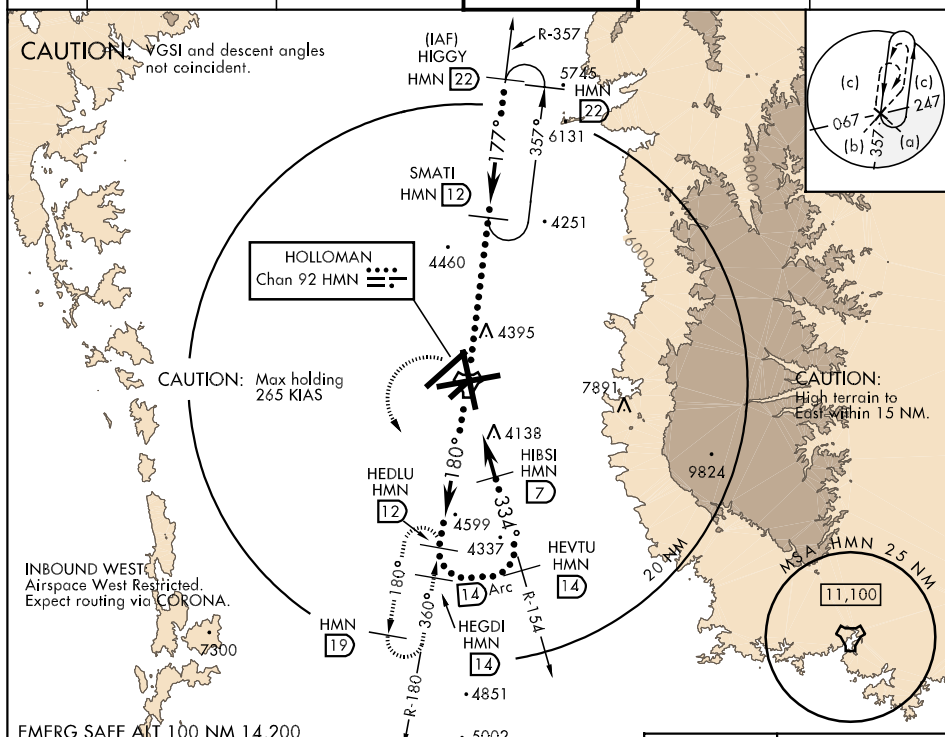 CAUTION: VGSI and descent angles
not coincident.
(IAF)
HIGGY
HMN 22
R-357
5745
HMN
22
6131
177°
357°
SMATI
HMN 12
4251
4460
HOLLOMAN
Chan 92 HMN
4395
8000
6000
(c)
(c)
067
247
(b)
357
(a)
CAUTION: Max holding
265 KIAS
7891
CAUTION:
High terrain to
East within 15 NM.
4138
HIBSI
HMN
7
9824
180°
HEDLU
HMN
12
4599
4337
334°
HEVTU
HMN
14
20 NM
INBOUND WEST:
Airspace West Restricted.
Expect routing via CORONA.
180°
360°
14 Arc
R-154
HEGDI
HMN
14
HMN
19
7300
R-180
4851
MSA HMN 25 NM
11,100
EMERG SAFE ALT 100 NM 14,200
5002